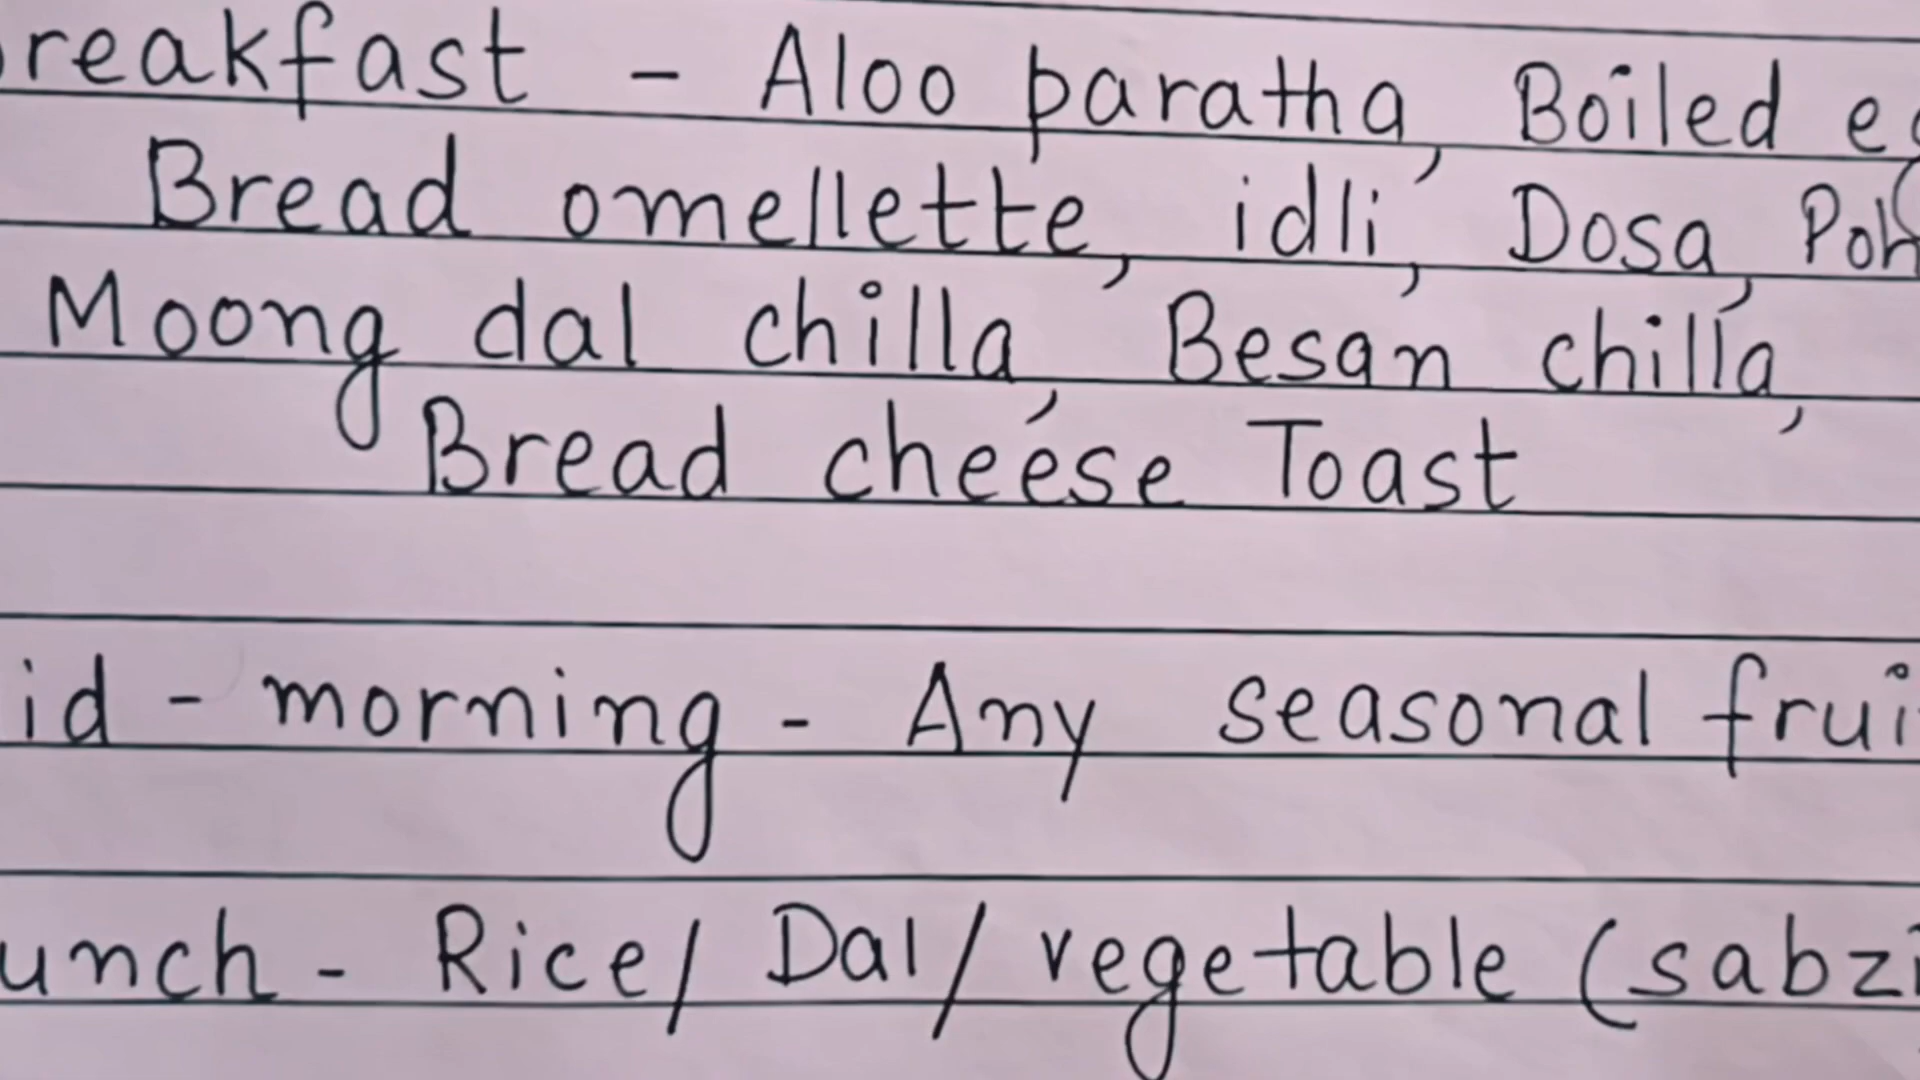 reakfast - Aloo paratha, Boiled eg
Bread omellette, idli, Dosa, Poh
Moong dal chilla, Besan chilla,
Bread cheese Toast
id - morning - Any seasonal frui
unch - Rice/ Dal/ vegetable (sabzi